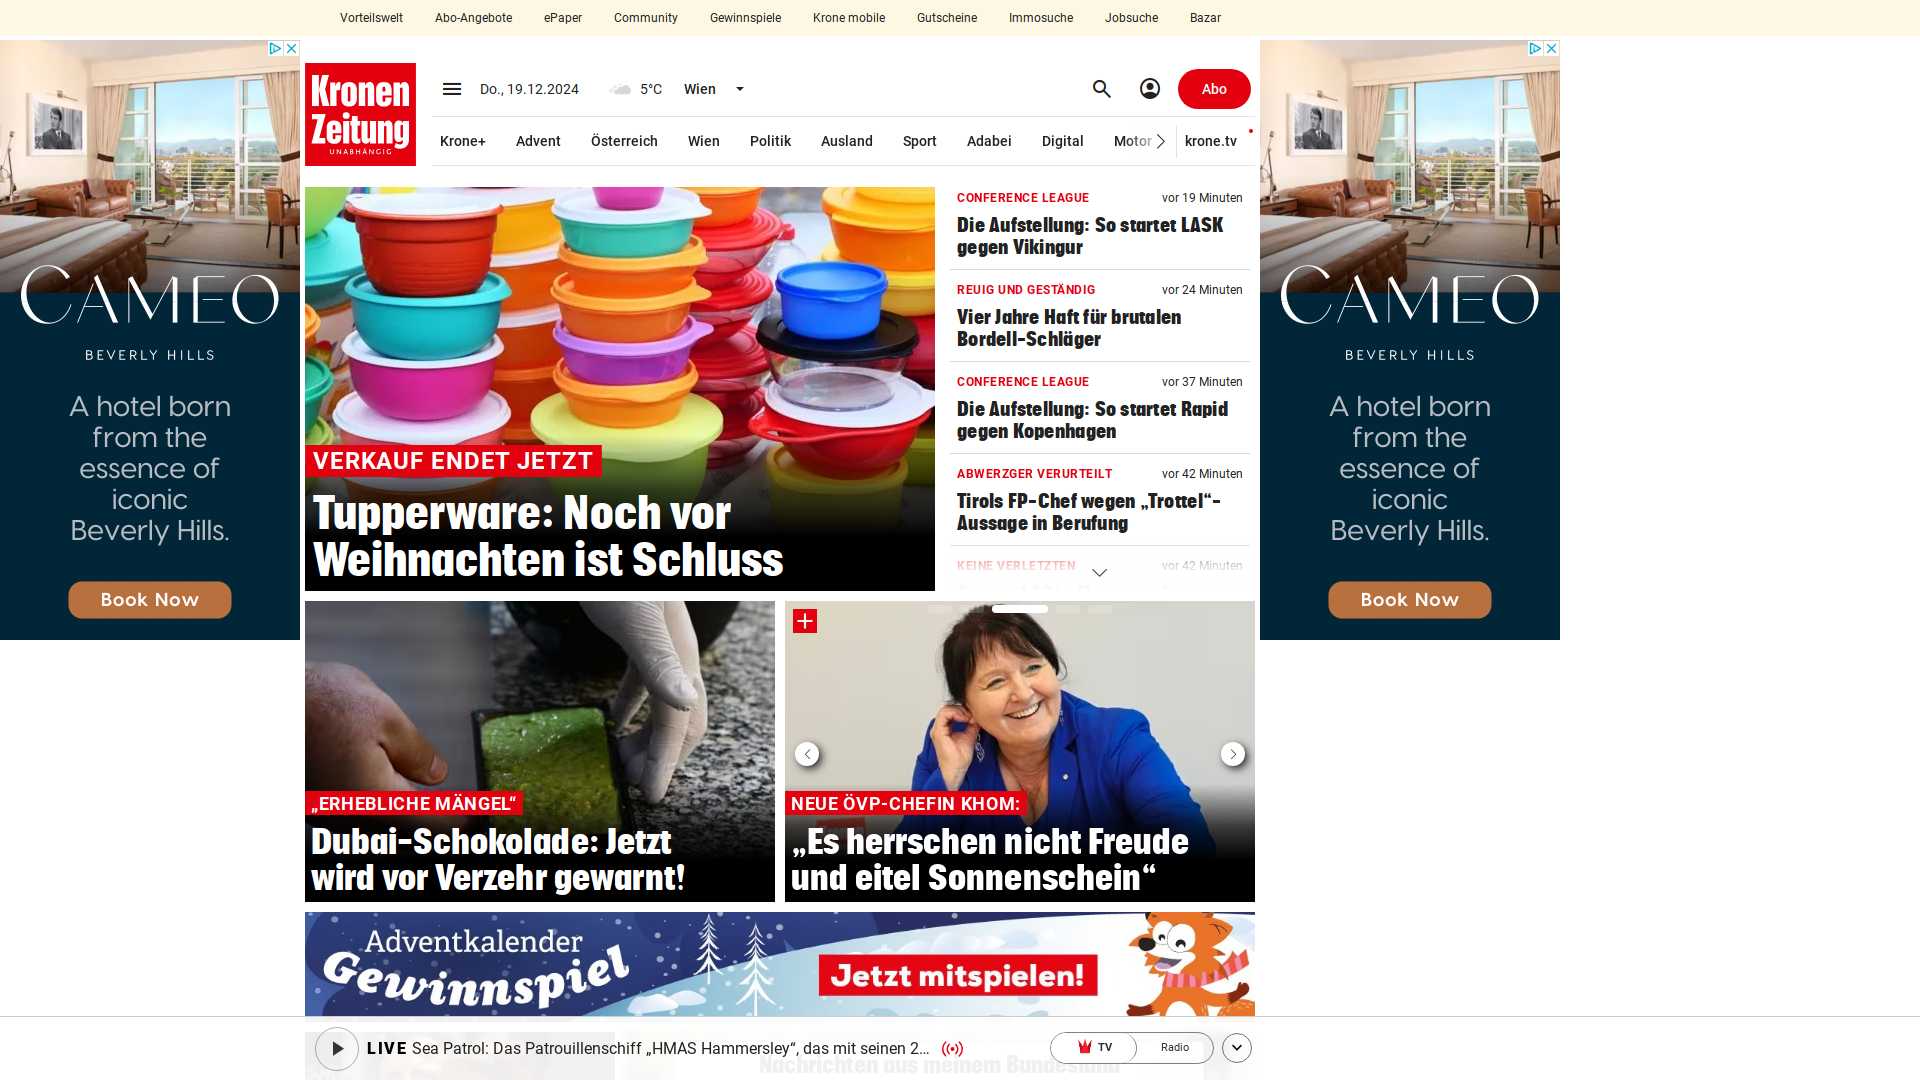 Vorteilswelt Abo-Angebote ePaper Community Gewinnspiele Krone mobile Gutscheine Immosuche Jobsuche Bazar
Kronen
Zeitung
UNABHÄNGIG
Do., 19.12.2024 5°C Wien
Abo
Krone+ Advent Österreich Wien Politik Ausland Sport Adabei Digital Motor krone.tv
CAMEO
BEVERLY HILLS
A hotel born
from the
essence of
iconic
Beverly Hills.
Book Now
VERKAUF ENDET JETZT
Tupperware: Noch vor
Weihnachten ist Schluss
CONFERENCE LEAGUE vor 19 Minuten
Die Aufstellung: So startet LASK
gegen Vikingur
REUIG UND GESTÄNDIG vor 24 Minuten
Vier Jahre Haft für brutalen
Bordell-Schläger
CONFERENCE LEAGUE vor 37 Minuten
Die Aufstellung: So startet Rapid
gegen Kopenhagen
ABWERZGER VERURTEILT vor 42 Minuten
Tirols FP-Chef wegen „Trottel“-
Aussage in Berufung
KEINE VERLETZTEN vor 42 Minuten
CAMEO
BEVERLY HILLS
A hotel born
from the
essence of
iconic
Beverly Hills.
Book Now
„ERHEBLICHE MÄNGEL“
Dubai-Schokolade: Jetzt
wird vor Verzehr gewarnt!
NEUE ÖVP-CHEFIN KHOM:
„Es herrschen nicht Freude
und eitel Sonnenschein“
Adventkalender
Gewinnspiel
Jetzt mitspielen!
LIVE Sea Patrol: Das Patrouillenschiff „HMAS Hammersley“, das mit seinen 2...
TV Radio
Nachrichten aus meinem Bundesland